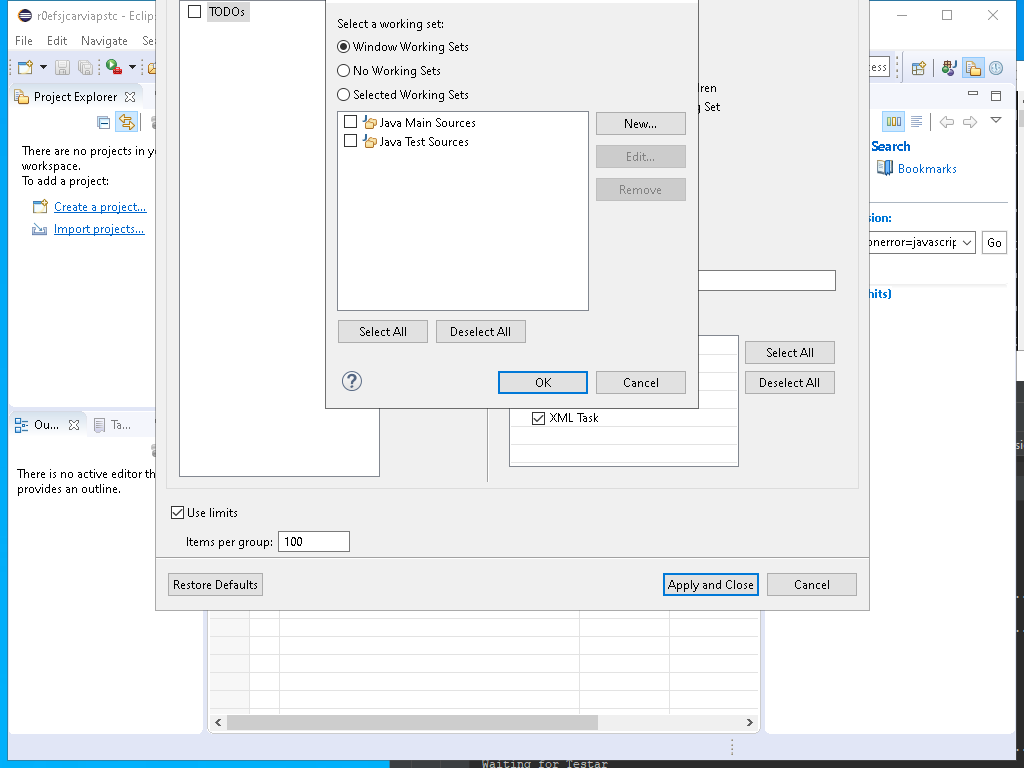 r0efsjcarviapstc - Eclip
File Edit Navigate Se
TODOs
Select a working set:
Window Working Sets
No Working Sets
Selected Working Sets
Java Main Sources
Java Test Sources
New...
Edit...
Remove
Select All
Deselect All
OK
Cancel
Project Explorer
There are no projects in y
workspace.
To add a project:
Create a project...
Import projects...
Ou...
Ta...
There is no active editor th
provides an outline.
ess
dren
g Set
Search
Bookmarks
sion:
onerror=javascrip
Go
hits)
Select All
Deselect All
XML Task
Use limits
Items per group:
100
Restore Defaults
Apply and Close
Cancel
Waiting for Testar